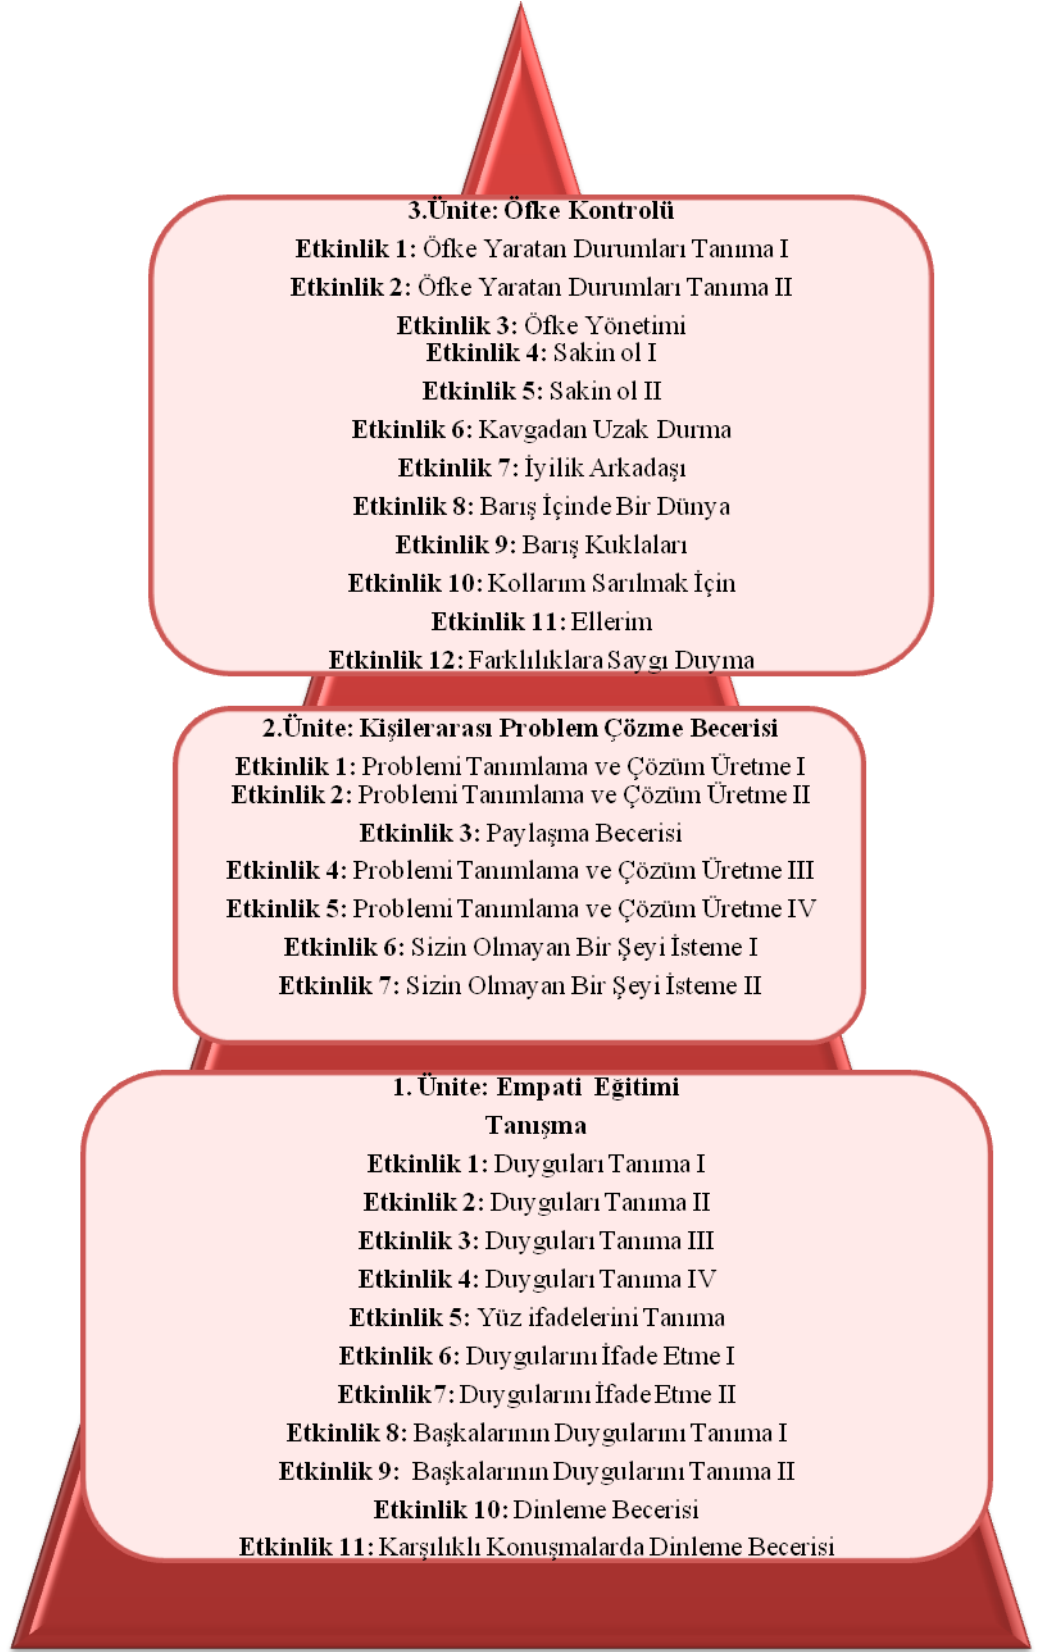 3.Ünite: Öfke Kontrolü
Etkinlik 1: Öfke Yaratan Durumları Tanıma I
Etkinlik 2: Öfke Yaratan Durumları Tanıma II
Etkinlik 3: Öfke Yönetimi
Etkinlik 4: Sakin ol I
Etkinlik 5: Sakin ol II
Etkinlik 6: Kavgadan Uzak Durma
Etkinlik 7: İyilik Arkadaşı
Etkinlik 8: Barış İçinde Bir Dünya
Etkinlik 9: Barış Kuklaları
Etkinlik 10: Kollarım Sarılmak İçin
Etkinlik 11: Ellerim
Etkinlik 12: Farklılıklara Saygı Duyma
2.Ünite: Kişilerarası Problem Çözme Becerisi
Etkinlik 1: Problemi Tanımlama ve Çözüm Üretme I
Etkinlik 2: Problemi Tanımlama ve Çözüm Üretme II
Etkinlik 3: Paylaşma Becerisi
Etkinlik 4: Problemi Tanımlama ve Çözüm Üretme III
Etkinlik 5: Problemi Tanımlama ve Çözüm Üretme IV
Etkinlik 6: Sizin Olmayan Bir Şeyi İsteme I
Etkinlik 7: Sizin Olmayan Bir Şeyi İsteme II
1. Ünite: Empati Eğitimi
Tanışma
Etkinlik 1: Duyguları Tanıma I
Etkinlik 2: Duyguları Tanıma II
Etkinlik 3: Duyguları Tanıma III
Etkinlik 4: Duyguları Tanıma IV
Etkinlik 5: Yüz ifadelerini Tanıma
Etkinlik 6: Duygularını İfade Etme I
Etkinlik7: Duygularını İfade Etme II
Etkinlik 8: Başkalarının Duygularını Tanıma I
Etkinlik 9: Başkalarının Duygularını Tanıma II
Etkinlik 10: Dinleme Becerisi
Etkinlik 11: Karşılıklı Konuşmalarda Dinleme Becerisi